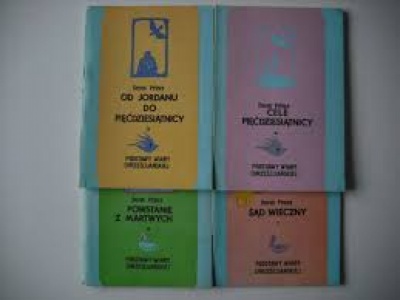 Derek Prince
OD JORDANU
DO
PIĘĆDZIESIĄTNICY
PODSTAWY WIARY
CHRZEŚCIJAŃSKIEJ
Derek Prince
CELE
PIĘĆDZIESIĄTNICY
PODSTAWY WIARY
CHRZEŚCIJAŃSKIEJ
Derek Prince
POWSTANIE
Z MARTWYCH
PODSTAWY WIARY
CHRZEŚCIJAŃSKIEJ
Derek Prince
SĄD WIECZNY
PODSTAWY WIARY
CHRZEŚCIJAŃSKIEJ